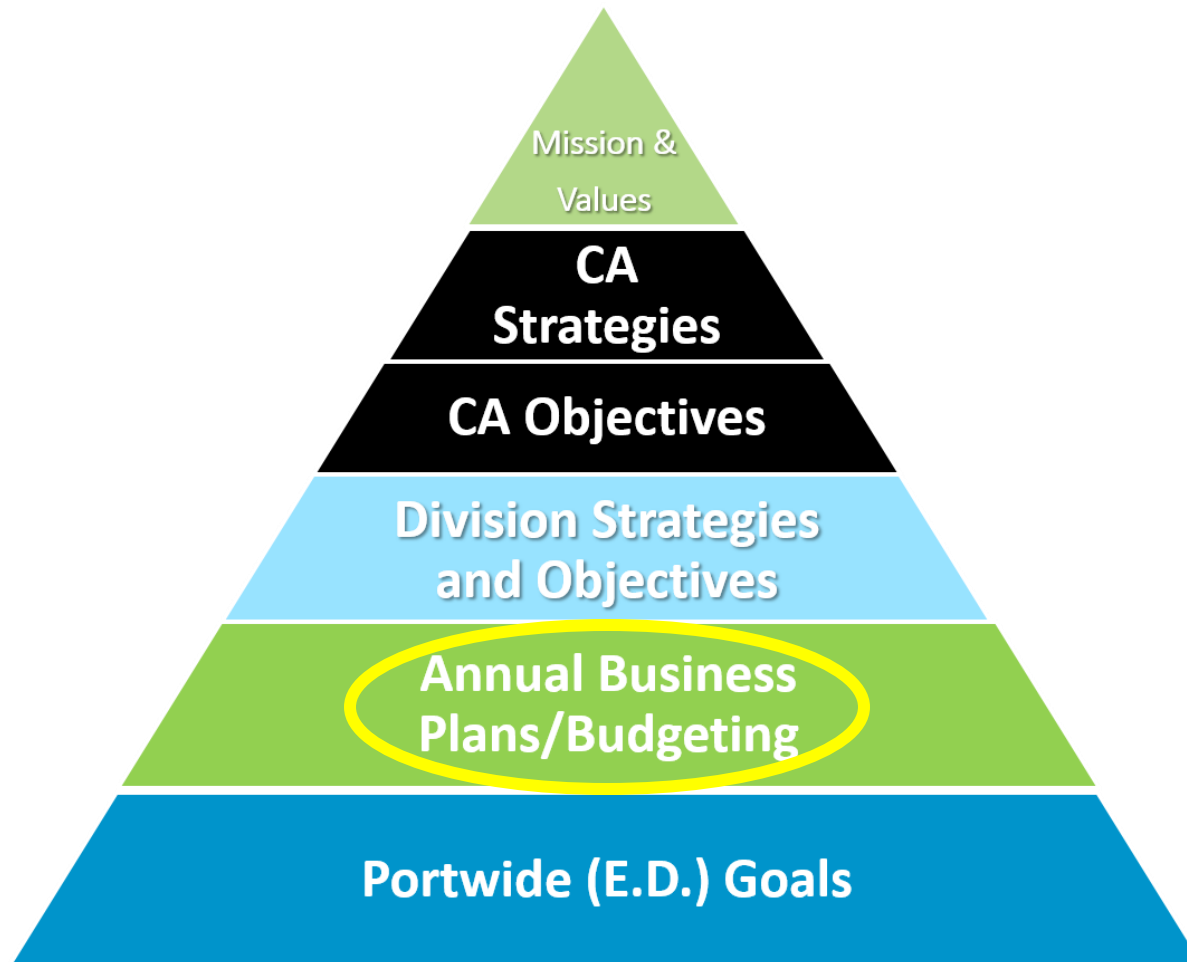 Mission &
Values
CA
Strategies
CA Objectives
Division Strategies
and Objectives
Annual Business
Plans/Budgeting
Portwide (E.D.) Goals